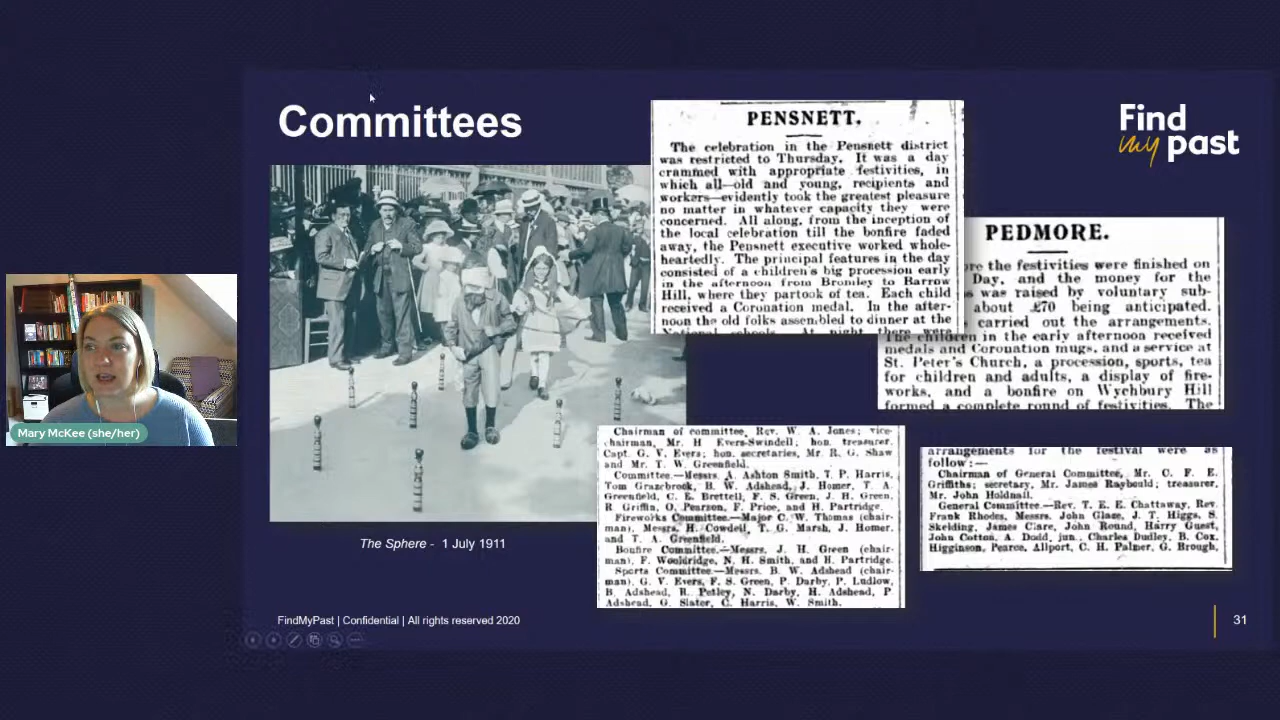 Committees
Find
my past
PENSNETT.
The celebration in the Pensnett district
was restricted to Thursday. It was a day
crammed with appropriate festivities, in
which all—old and young, recipients and
workers—evidently took the greatest pleasure
no matter in whatever capacity they were
concerned. All along, from the inception of
the local celebration till the bonfire faded
away, the Pensnett executive worked whole-
heartedly. The principal features in the day
consisted of a children's big procession early
in the afternoon from Bromley to Barrow
Hill, where they partook of tea. Each child
received a Coronation medal. In the after-
noon the old folks assembled to dinner at the
schools. At night there were
PEDMORE.
re the festivities were finished on
Day, and the money for the
s was raised by voluntary sub-
about £70 being anticipated.
carried out the arrangements.
The children in the early afternoon received
medals and Coronation mugs, and a service at
St. Peter's Church, a procession, sports, tea
for children and adults, a display of fire-
works, and a bonfire on Wychbury Hill
formed a complete round of festivities. The
Chairman of committee, Rev. W. A. Jones; vice-
chairman, Mr. H Evers-Swindell; hon. treasurer.
Capt. G. V. Evers; hon. secretaries, Mr. R. G. Shaw
and Mr. T. W. Greenfield.
Committee.—Messrs. A. Ashton Smith, T. P. Harris,
Tom Grazebrook, B. W. Adshead, J. Homer, T. A.
Greenfield, C. E. Brettell, F. S. Green, J. H. Green,
R Griffin, O. Pearson, F. Price, and H. Partridge.
Fireworks Committee.—Major C. W. Thomas (chair-
man), Messrs. H. Cowdell, T. G. Marsh, J. Homer.
and T. A. Greenfield.
Bonfire Committee.—Messrs. J. H. Green (chair-
man), F. Wooldridge, N. H. Smith, and H. Partridge.
Sports Committee.—Messrs. B. W. Adshead (chair-
man), G. V. Evers, F. S. Green, P. Darby, P. Ludlow,
B. Adshead, R. Petley, N. Darby, H. Adshead, P
Adshead, G. Slater, C. Harris, W. Smith.
arrangements for the festival were as
follow:—
Chairman of General Committee, Mr. C. F. E.
Griffiths; secretary, Mr. James Raybould; treasurer,
Mr. John Holdnall.
General Committee.—Rev. T. E. E. Chattaway, Rev.
Frank Rhodes, Messrs. John Glaze, J. T. Higgs, S.
Skelding, James Clare, John Round, Harry Guest,
John Cotton, A. Dodd, jun., Charles Dudley, B. Cox,
Higginson, Pearce, Allport, C. H. Palmer, G. Brough,
Mary McKee (she/her)
The Sphere - 1 July 1911
FindMyPast | Confidential | All rights reserved 2020
31